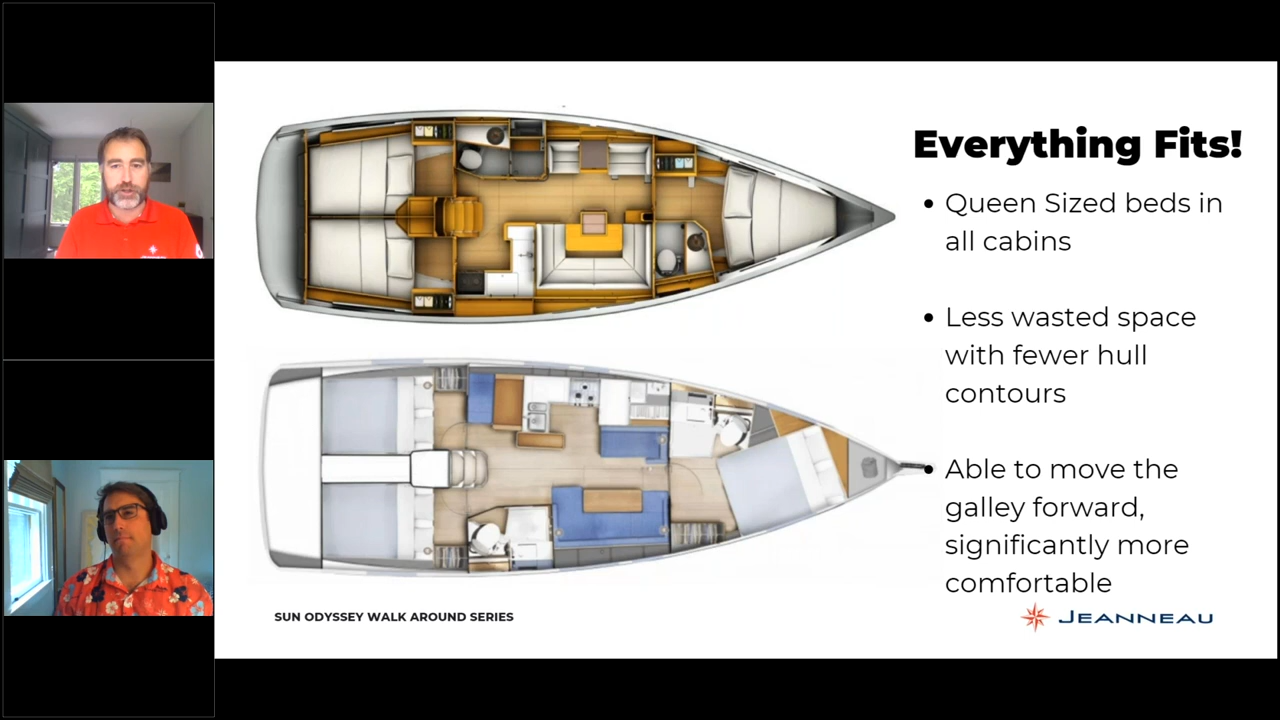 Everything Fits!
• Queen Sized beds in
all cabins
• Less wasted space
with fewer hull
contours
• Able to move the
galley forward,
significantly more
comfortable
SUN ODYSSEY WALK AROUND SERIES
JEANNEAU